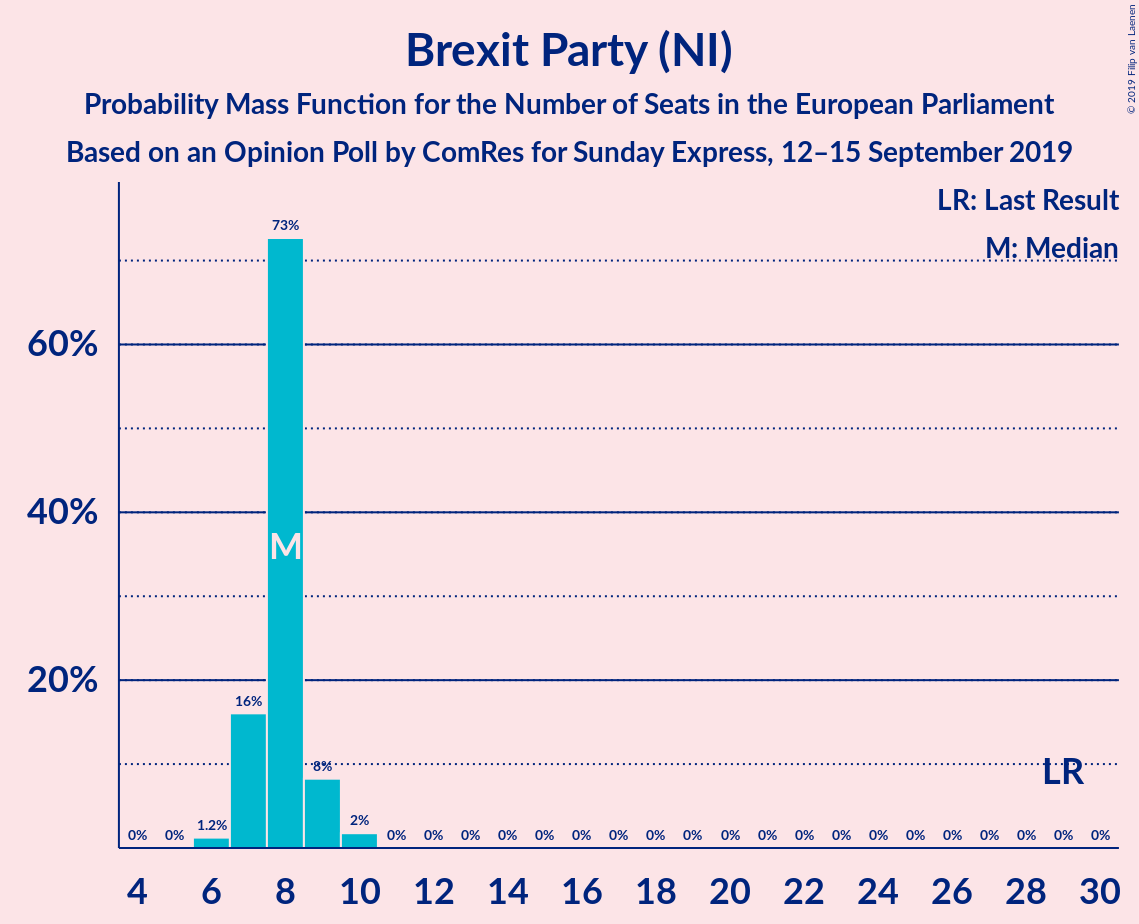 © 2019 Filip van Laenen
Brexit Party (NI)
Probability Mass Function for the Number of Seats in the European Parliament
Based on an Opinion Poll by ComRes for Sunday Express, 12–15 September 2019
LR: Last Result
M: Median
73%
60%
40%
M
20%
16%
8%
LR
1.2%
2%
0% 0% 0% 0% 0% 0% 0% 0% 0% 0% 0% 0% 0% 0% 0% 0% 0% 0% 0% 0% 0% 0%
4 6 8 10 12 14 16 18 20 22 24 26 28 30